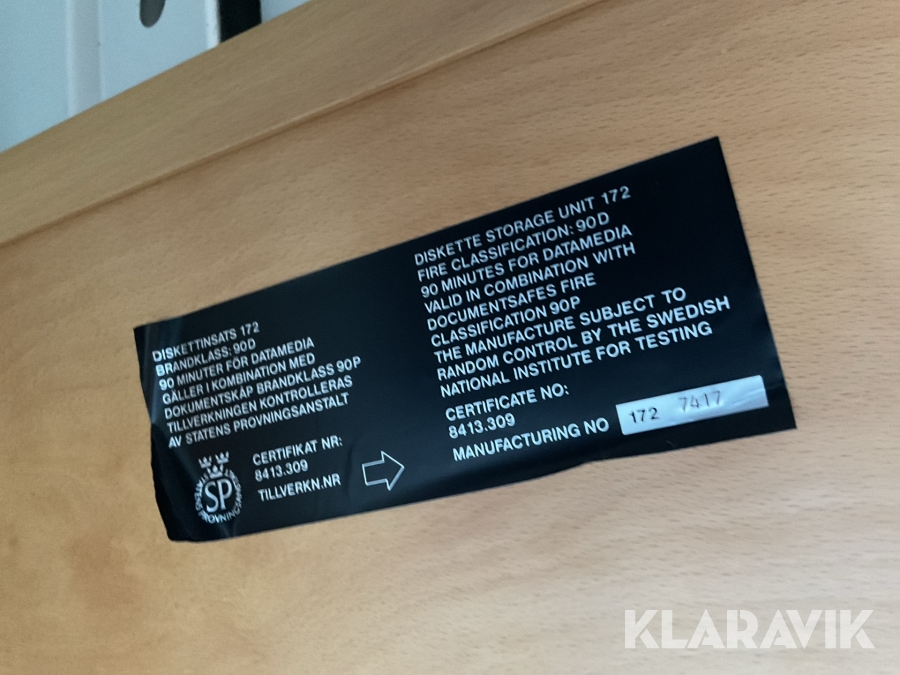 DISKETTINSATS 172
BRANDKLASS: 90D
90 MINUTER FÖR DATAMEDIA
GÄLLER I KOMBINATION MED
DOKUMENTSKÅP BRANDKLASS 90P
TILLVERKNINGEN KONTROLLERAS
AV STATENS PROVNINGSANSTALT
SP
STATENS PROVNINGSANSTALT
CERTIFIKAT NR:
8413.309
TILLVERKN.NR
DISKETTE STORAGE UNIT 172
FIRE CLASSIFICATION: 90D
90 MINUTES FOR DATAMEDIA
VALID IN COMBINATION WITH
DOCUMENTSAFES FIRE
CLASSIFICATION 90P
THE MANUFACTURE SUBJECT TO
RANDOM CONTROL BY THE SWEDISH
NATIONAL INSTITUTE FOR TESTING
CERTIFICATE NO:
8413.309
MANUFACTURING NO 172 7417
KLARAVIK